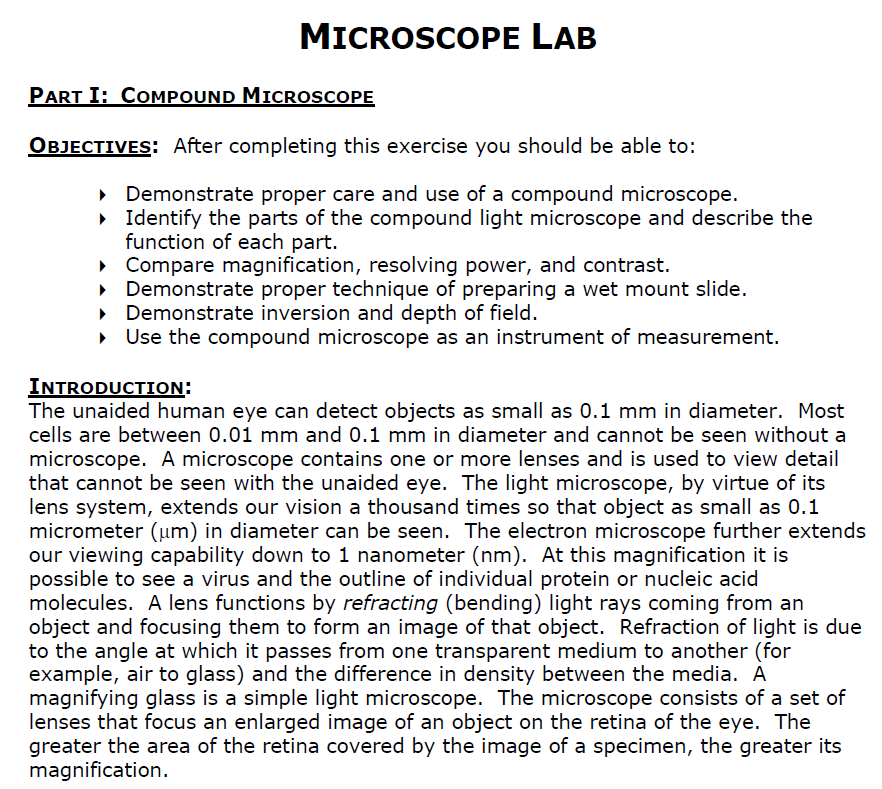 MICROSCOPE LAB
PART I: COMPOUND MICROSCOPE
OBJECTIVES: After completing this exercise you should be able to:
Demonstrate proper care and use of a compound microscope.
Identify the parts of the compound light microscope and describe the
function of each part.
Compare magnification, resolving power, and contrast.
Demonstrate proper technique of preparing a wet mount slide.
Demonstrate inversion and depth of field.
Use the compound microscope as an instrument of measurement.
INTRODUCTION:
The unaided human eye can detect objects as small as 0.1 mm in diameter. Most
cells are between 0.01 mm and 0.1 mm in diameter and cannot be seen without a
microscope. A microscope contains one or more lenses and is used to view detail
that cannot be seen with the unaided eye. The light microscope, by virtue of its
lens system, extends our vision a thousand times so that object as small as 0.1
micrometer (μm) in diameter can be seen. The electron microscope further extends
our viewing capability down to 1 nanometer (nm). At this magnification it is
possible to see a virus and the outline of individual protein or nucleic acid
molecules. A lens functions by refracting (bending) light rays coming from an
object and focusing them to form an image of that object. Refraction of light is due
to the angle at which it passes from one transparent medium to another (for
example, air to glass) and the difference in density between the media. A
magnifying glass is a simple light microscope. The microscope consists of a set of
lenses that focus an enlarged image of an object on the retina of the eye. The
greater the area of the retina covered by the image of a specimen, the greater its
magnification.